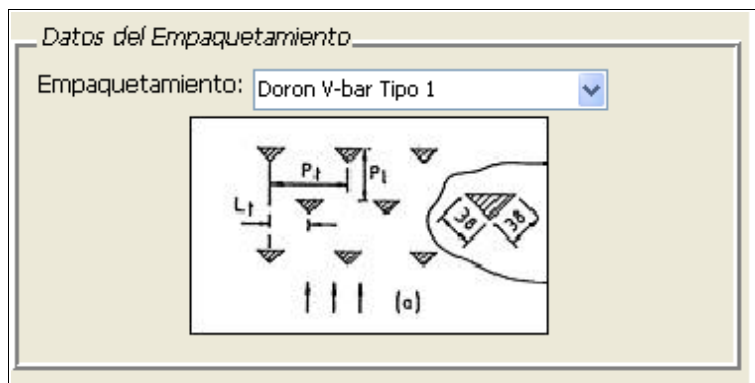 Datos del Empaquetamiento
Empaquetamiento: Doron V-bar Tipo 1
Pt Pl
Lt
38 38
(a)